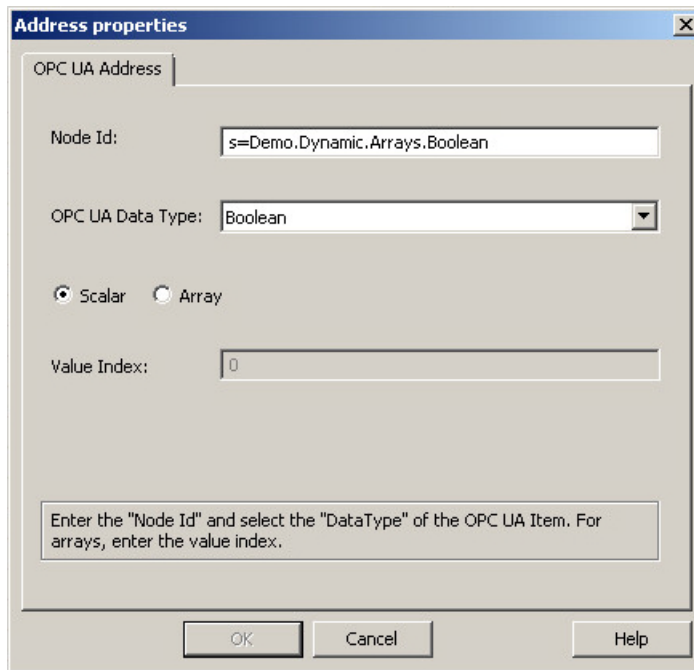 Address properties
OPC UA Address
Node Id: s=Demo.Dynamic.Arrays.Boolean
OPC UA Data Type: Boolean
Scalar Array
Value Index: 0
Enter the "Node Id" and select the "DataType" of the OPC UA Item. For
arrays, enter the value index.
OK Cancel Help